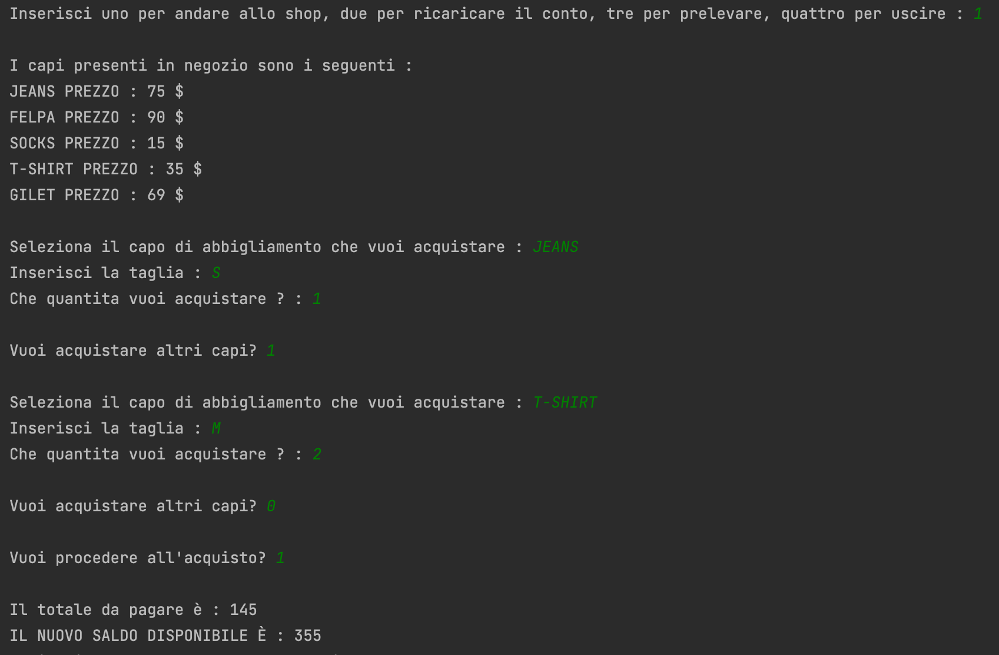 Inserisci uno per andare allo shop, due per ricaricare il conto, tre per prelevare, quattro per uscire : 1
I capi presenti in negozio sono i seguenti :
JEANS PREZZO : 75 $
FELPA PREZZO : 90 $
SOCKS PREZZO : 15 $
T-SHIRT PREZZO : 35 $
GILET PREZZO : 69 $
Seleziona il capo di abbigliamento che vuoi acquistare : JEANS
Inserisci la taglia : S
Che quantita vuoi acquistare ? : 1
Vuoi acquistare altri capi? 1
Seleziona il capo di abbigliamento che vuoi acquistare : T-SHIRT
Inserisci la taglia : M
Che quantita vuoi acquistare ? : 2
Vuoi acquistare altri capi? 0
Vuoi procedere all'acquisto? 1
Il totale da pagare è : 145
IL NUOVO SALDO DISPONIBILE È : 355